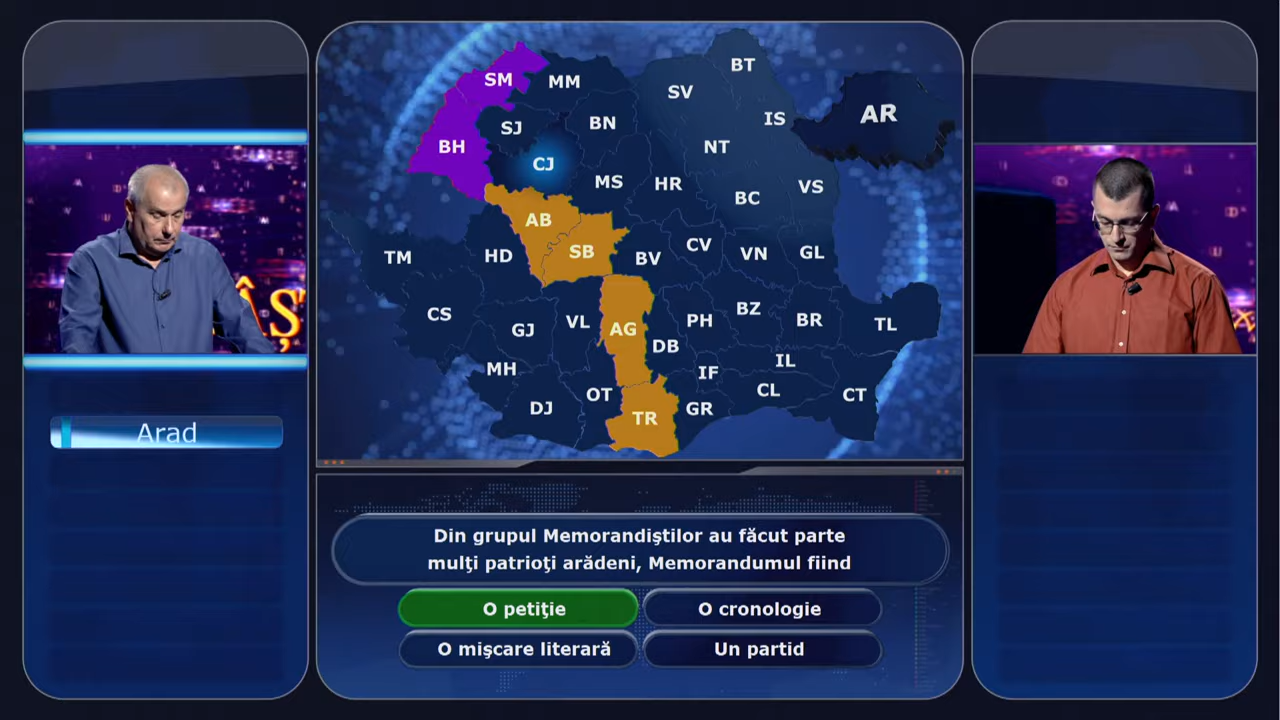 SM
MM
SV
BT
AR
SJ
BN
IS
BH
CJ
NT
MS
HR
BC
VS
AB
TM
HD
SB
BV
CV
VN
GL
CS
GJ
VL
AG
PH
BZ
BR
TL
DB
MH
IF
IL
OT
CL
CT
DJ
TR
GR
Arad
Din grupul Memorandiştilor au făcut parte
mulţi patrioţi arădeni, Memorandumul fiind
O petiţie
O cronologie
O mişcare literară
Un partid